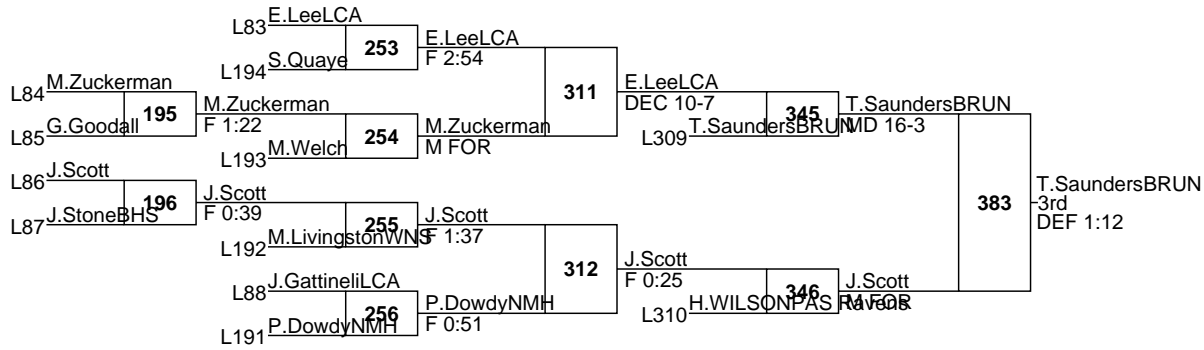 L83 E.LeeLCA
253
E.LeeLCA
F 2:54
L194 S.Quaye
L84 M.Zuckerman
195
M.Zuckerman
F 1:22
L85 G.Goodall
254
M.Zuckerman
M FOR
L193 M.Welch
311
E.LeeLCA
DEC 10-7
345
T.SaundersBRUN
MD 16-3
L309 T.SaundersBRUN
L86 J.Scott
196
J.Scott
F 0:39
L87 J.StoneBHS
255
J.Scott
F 1:37
L192 M.LivingstonWNS
312
J.Scott
F 0:25
L88 J.GattineliLCA
256
P.DowdyNMH
F 0:51
L191 P.DowdyNMH
346
J.Scott
M FOR
L310 H.WILSONPAS Ravens
383
T.SaundersBRUN
3rd
DEF 1:12